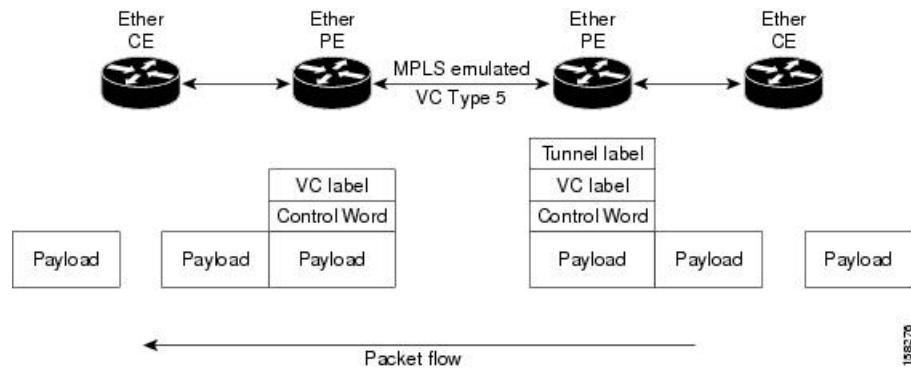 Ether
CE
Ether
PE
Ether
PE
Ether
CE
MPLS emulated
VC Type 5
Tunnel label
VC label
VC label
Control Word
Control Word
Payload
Payload
Payload
Payload
Payload
Payload
Packet flow
158276